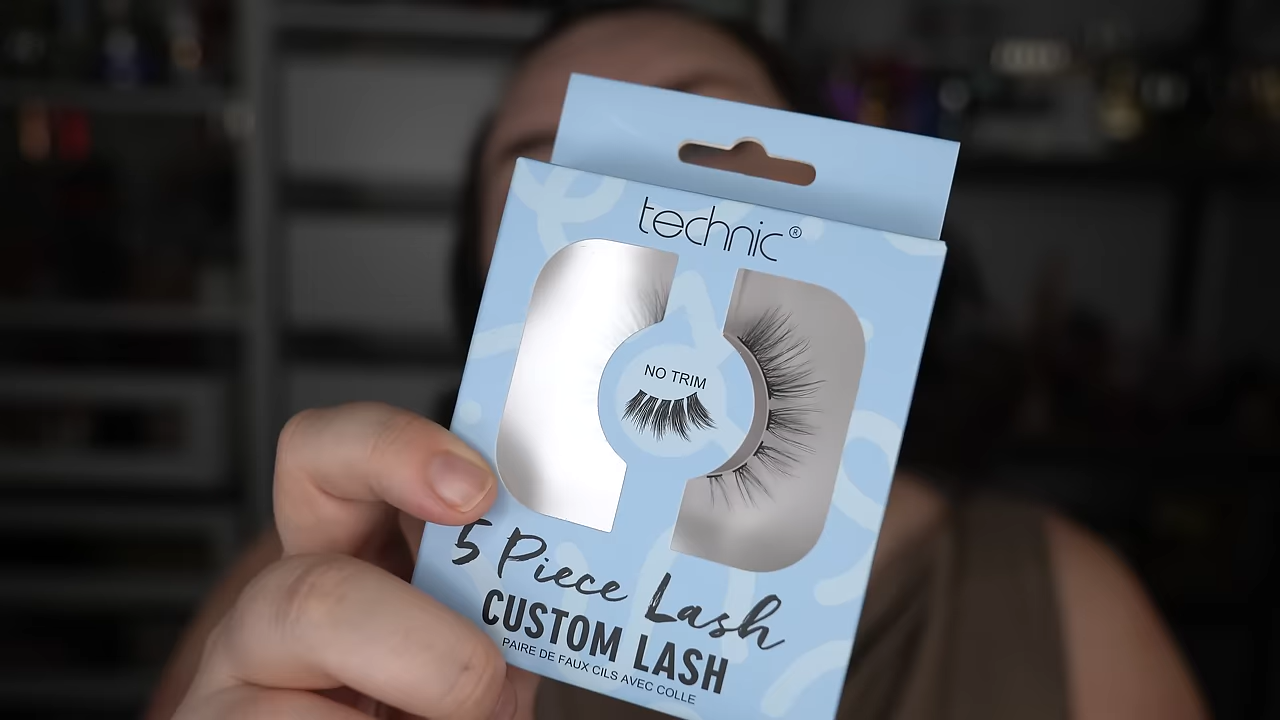 technic®
NO TRIM
5 Piece Lash
CUSTOM LASH
PAIRE DE FAUX CILS AVEC COLLE